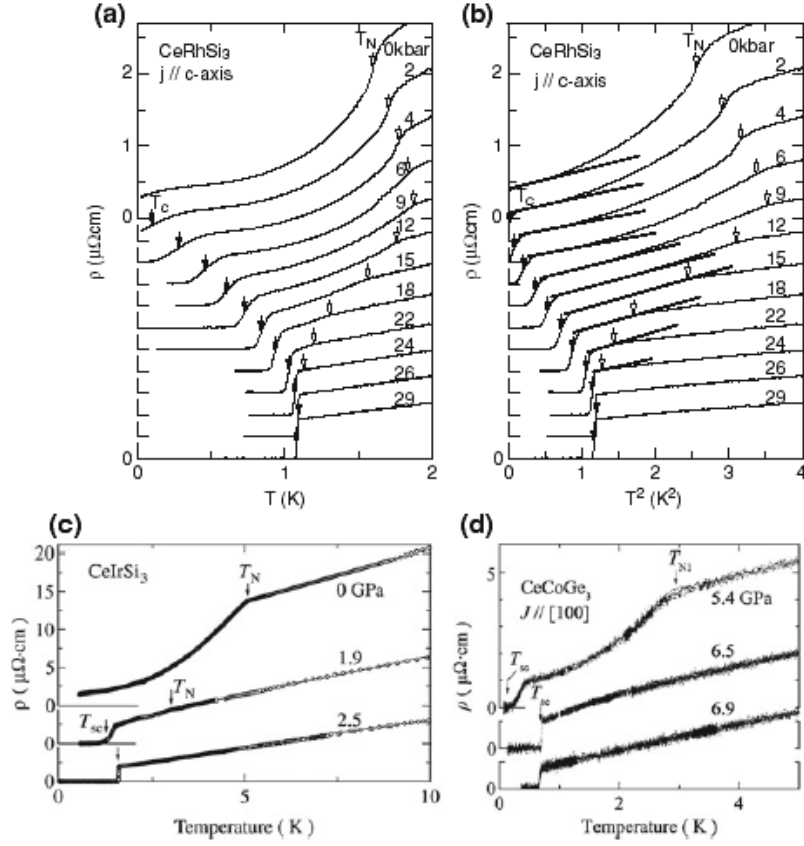 (a)
CeRhSi3
j // c-axis
TN
0kbar
2
4
6
9
12
15
18
22
24
26
29
Tc
2
1
0
0
ρ (μΩcm)
0
1
2
T (K)
(b)
CeRhSi3
j // c-axis
TN
0kbar
2
4
6
9
12
15
18
22
24
26
29
Tc
2
1
0
0
ρ (μΩcm)
0
1
2
3
4
T² (K²)
(c)
CeIrSi3
TN
0 GPa
1.9
TN
Tsc
2.5
20
15
10
5
0
0
0
ρ (μΩ·cm)
0
5
10
Temperature ( K )
(d)
CeCoGe3
J // [100]
TN1
5.4 GPa
Tsc
Tsc
6.5
6.9
5
0
0
0
ρ (μΩ·cm)
0
2
4
Temperature ( K )